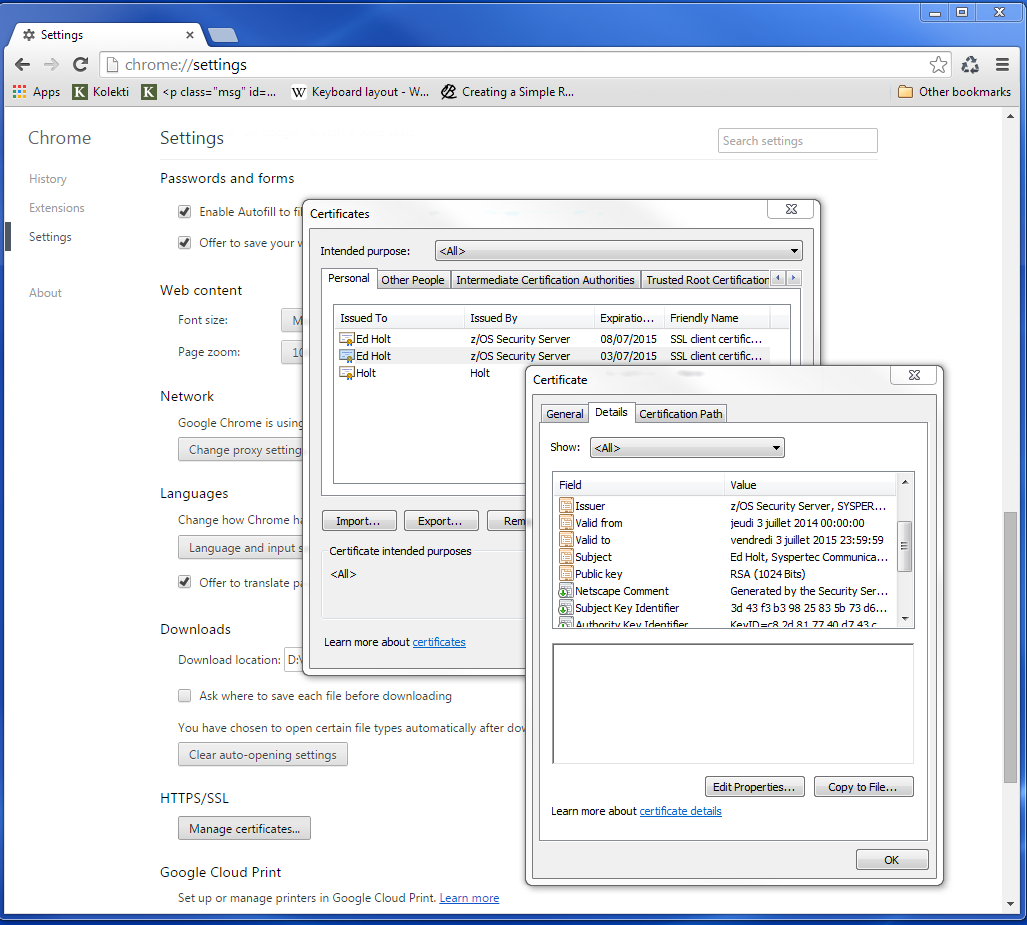 Settings
chrome://settings
Apps Kolekti <p class="msg" id=... Keyboard layout - W... Creating a Simple R... Other bookmarks
Chrome
History
Extensions
Settings
About
Settings
Search settings
Passwords and forms
Enable Autofill to fil
Offer to save your w
Web content
Font size:
Page zoom:
Network
Google Chrome is using
Change proxy setting
Languages
Change how Chrome ha
Language and input s
Offer to translate pa
Downloads
Download location: D:\
Ask where to save each file before downloading
You have chosen to open certain file types automatically after dow
Clear auto-opening settings
HTTPS/SSL
Manage certificates...
Google Cloud Print
Set up or manage printers in Google Cloud Print. Learn more
Certificates
Intended purpose: <All>
Personal Other People Intermediate Certification Authorities Trusted Root Certification
Issued To Issued By Expiratio... Friendly Name
Ed Holt z/OS Security Server 08/07/2015 SSL client certific...
Ed Holt z/OS Security Server 03/07/2015 SSL client certific...
Holt Holt
Import... Export... Rem
Certificate intended purposes
<All>
Learn more about certificates
Certificate
General Details Certification Path
Show: <All>
Field Value
Issuer z/OS Security Server, SYSPER...
Valid from jeudi 3 juillet 2014 00:00:00
Valid to vendredi 3 juillet 2015 23:59:59
Subject Ed Holt, Syspertec Communica...
Public key RSA (1024 Bits)
Netscape Comment Generated by the Security Ser...
Subject Key Identifier 3d 43 f3 b3 98 25 83 5b 73 d6...
Authority Key Identifier KeyID=c8 2d 81 77 40 d7 43 c...
Edit Properties... Copy to File...
Learn more about certificate details
OK